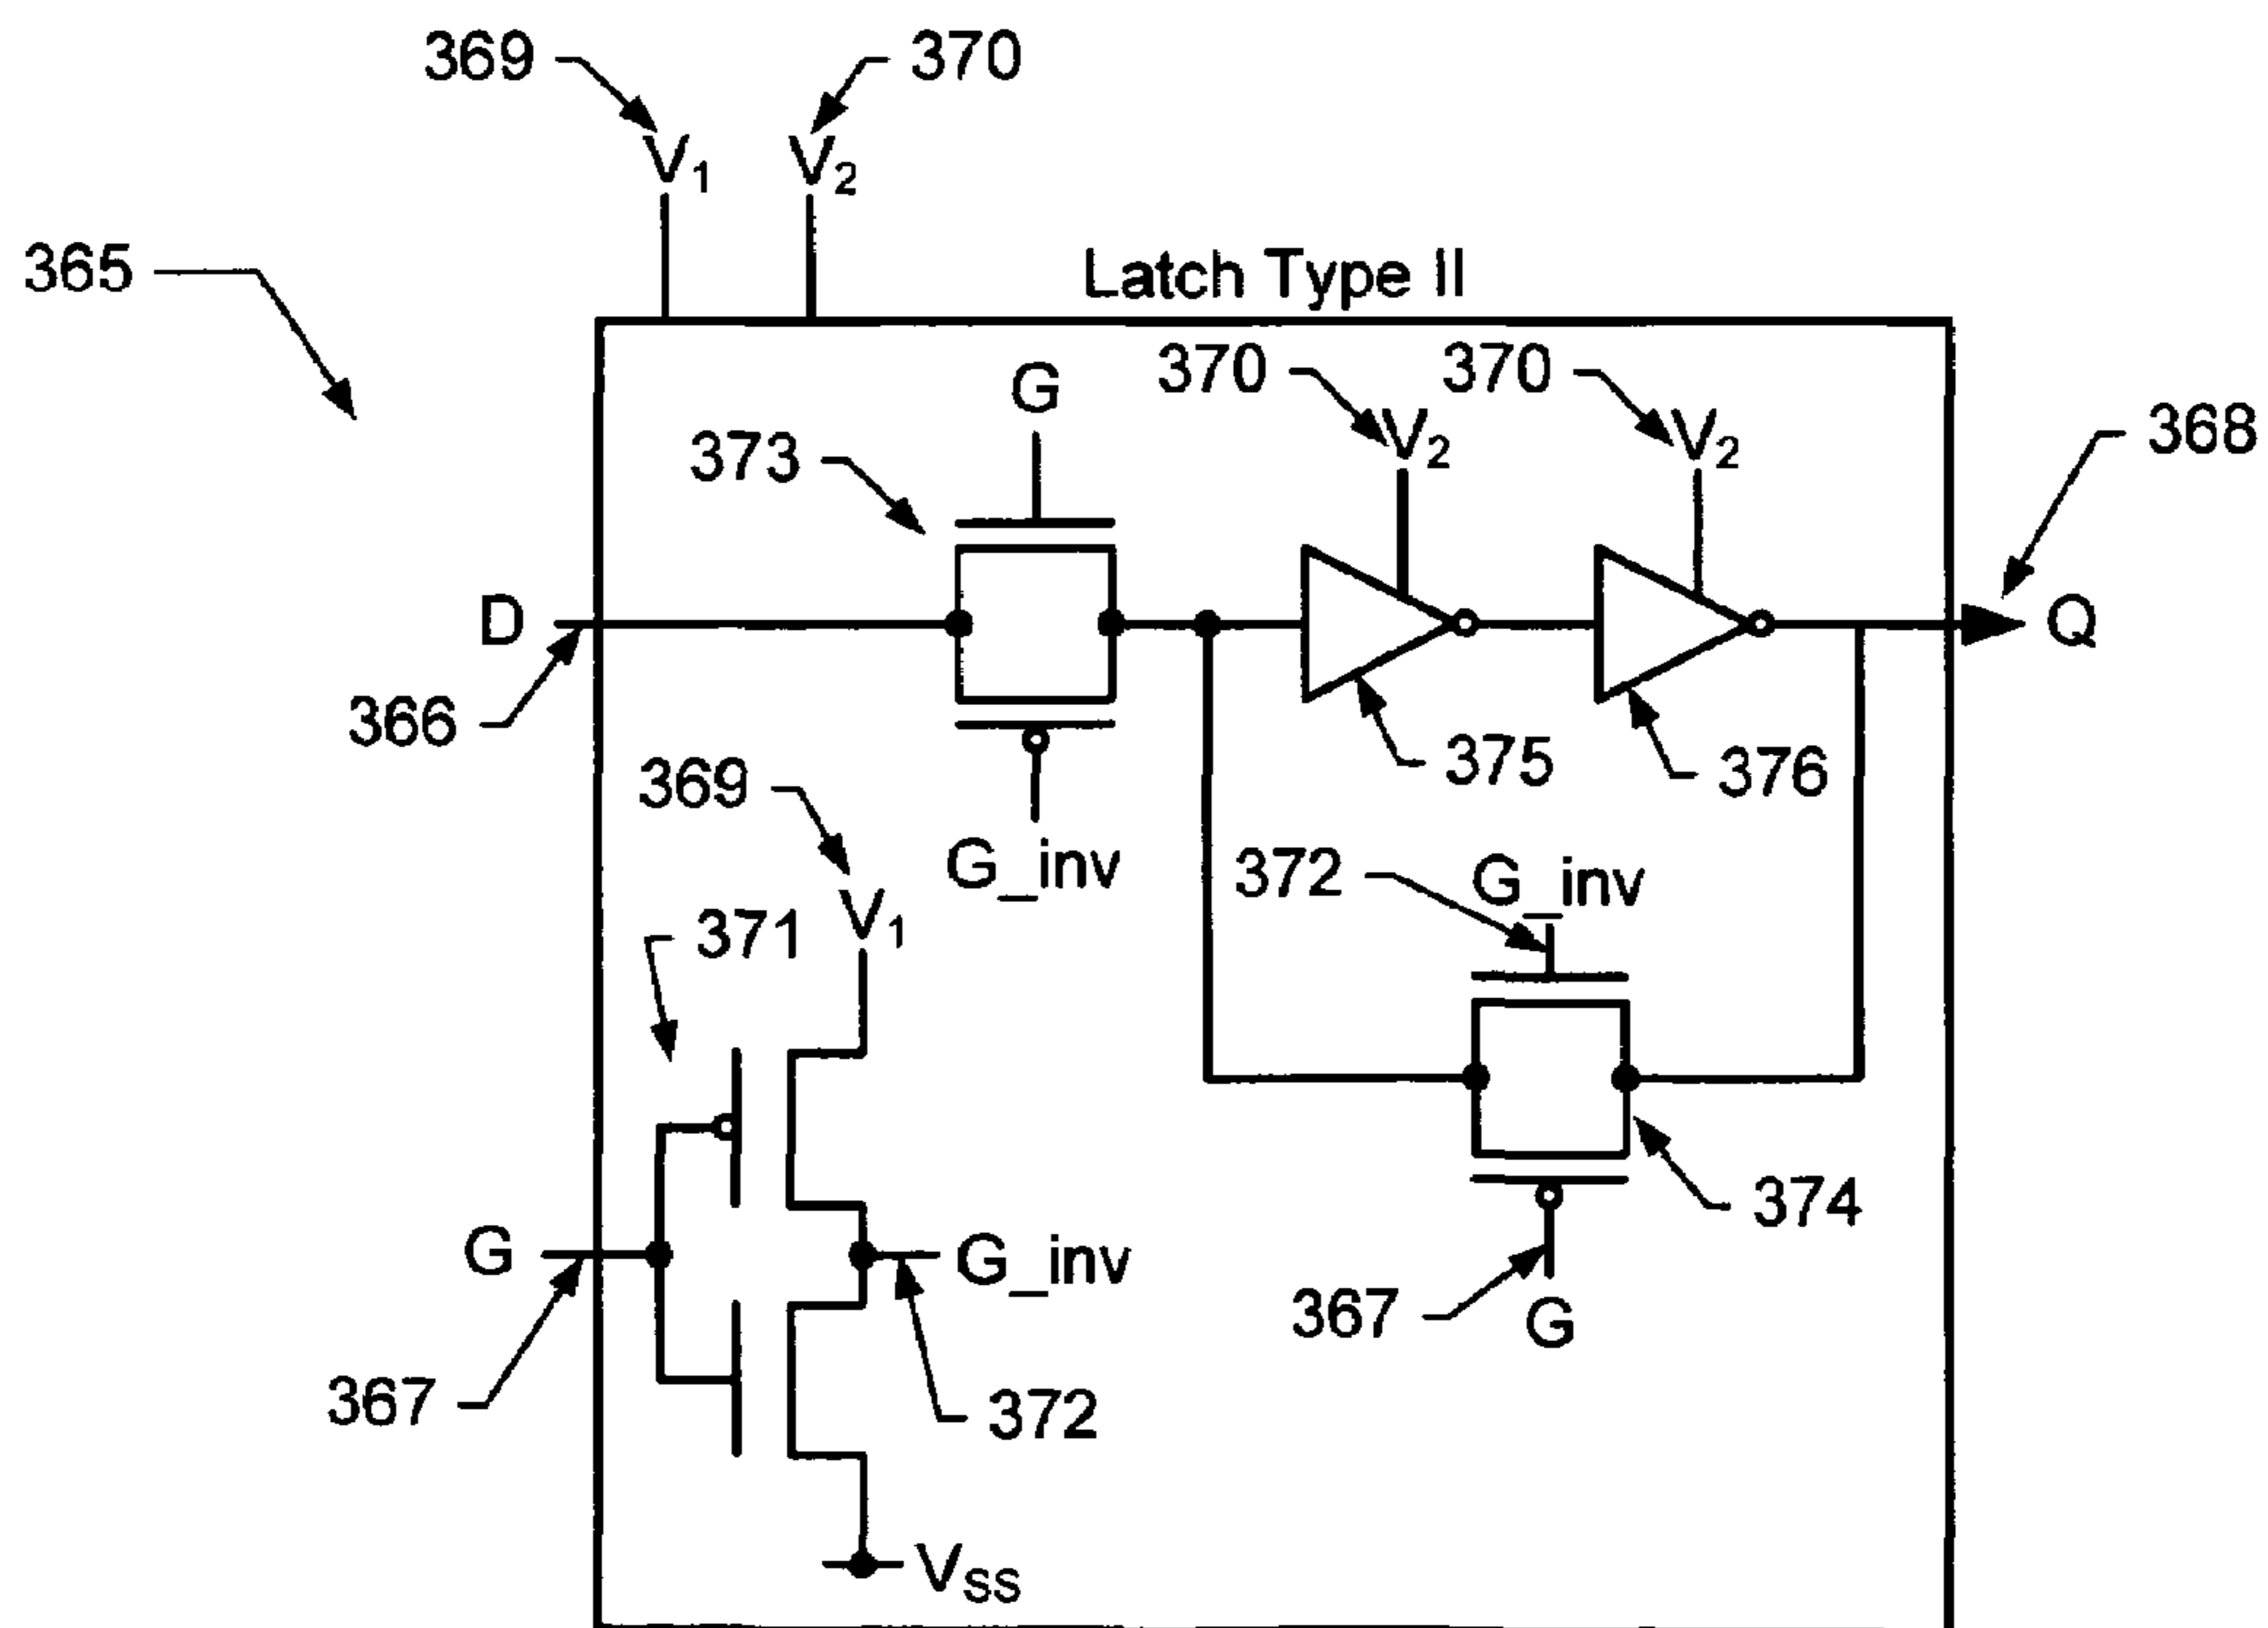 369
370
V1
V2
365
Latch Type II
G
370
370
373
V2
V2
368
D
Q
366
375
376
369
G_inv
372
G_inv
371
V1
374
G
G_inv
367
G
367
372
VSS